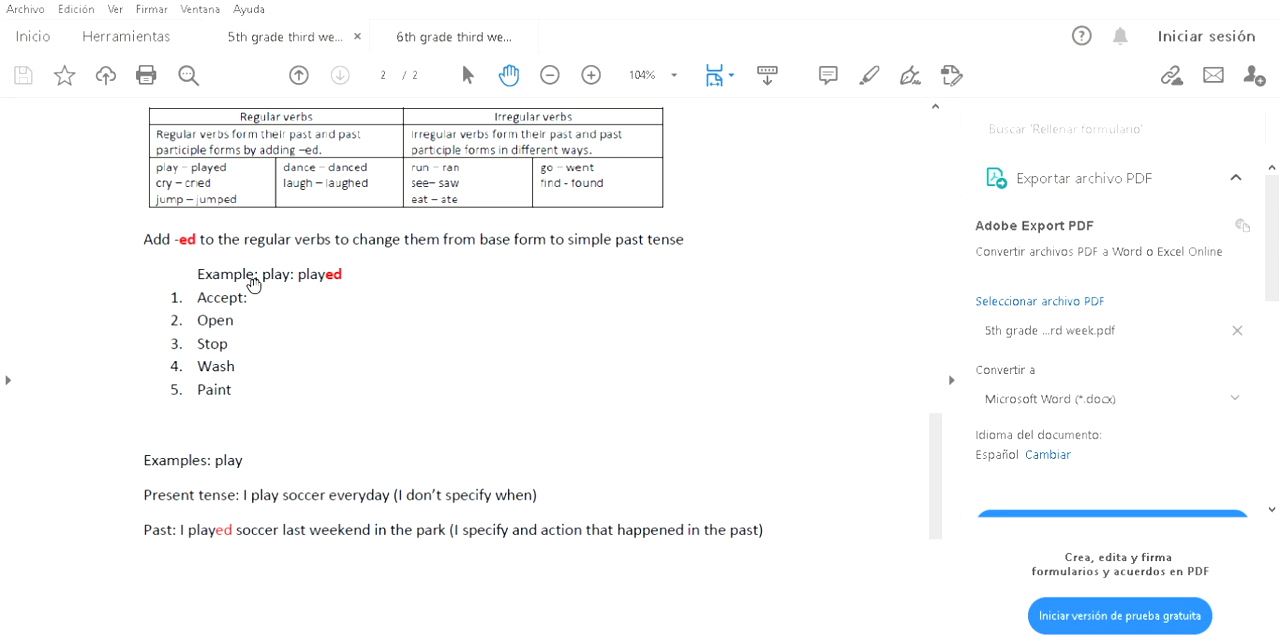 Archivo Edición Ver Firmar Ventana Ayuda
Inicio Herramientas 5th grade third we... × 6th grade third we... Iniciar sesión
2 / 2 104%
Regular verbs Irregular verbs
Regular verbs form their past and past Irregular verbs form their past and past
participle forms by adding –ed. participle forms in different ways.
play – played dance – danced run – ran go – went
cry – cried laugh – laughed see– saw find - found
jump – jumped eat – ate
Add -ed to the regular verbs to change them from base form to simple past tense
Example: play: played
1. Accept:
2. Open
3. Stop
4. Wash
5. Paint
Examples: play
Present tense: I play soccer everyday (I don’t specify when)
Past: I played soccer last weekend in the park (I specify and action that happened in the past)
Buscar 'Rellenar formulario'
Exportar archivo PDF
Adobe Export PDF
Convertir archivos PDF a Word o Excel Online
Seleccionar archivo PDF
5th grade ...rd week.pdf
Convertir a
Microsoft Word (*.docx)
Idioma del documento:
Español Cambiar
Crea, edita y firma
formularios y acuerdos en PDF
Iniciar versión de prueba gratuita